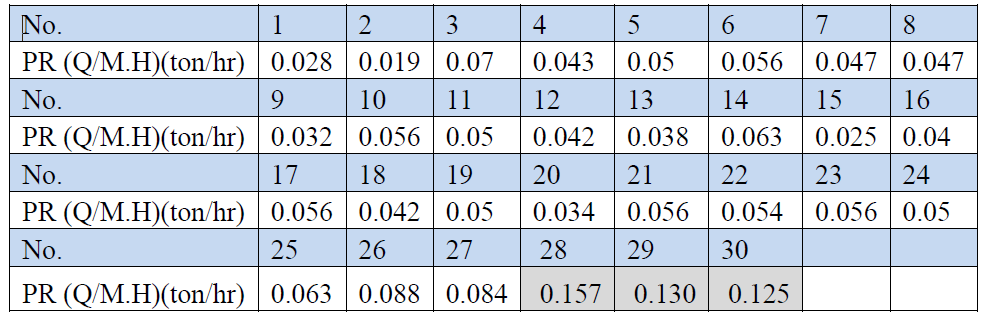 No. 1 2 3 4 5 6 7 8
PR (Q/M.H)(ton/hr) 0.028 0.019 0.07 0.043 0.05 0.056 0.047 0.047
No. 9 10 11 12 13 14 15 16
PR (Q/M.H)(ton/hr) 0.032 0.056 0.05 0.042 0.038 0.063 0.025 0.04
No. 17 18 19 20 21 22 23 24
PR (Q/M.H)(ton/hr) 0.056 0.042 0.05 0.034 0.056 0.054 0.056 0.05
No. 25 26 27 28 29 30
PR (Q/M.H)(ton/hr) 0.063 0.088 0.084 0.157 0.130 0.125